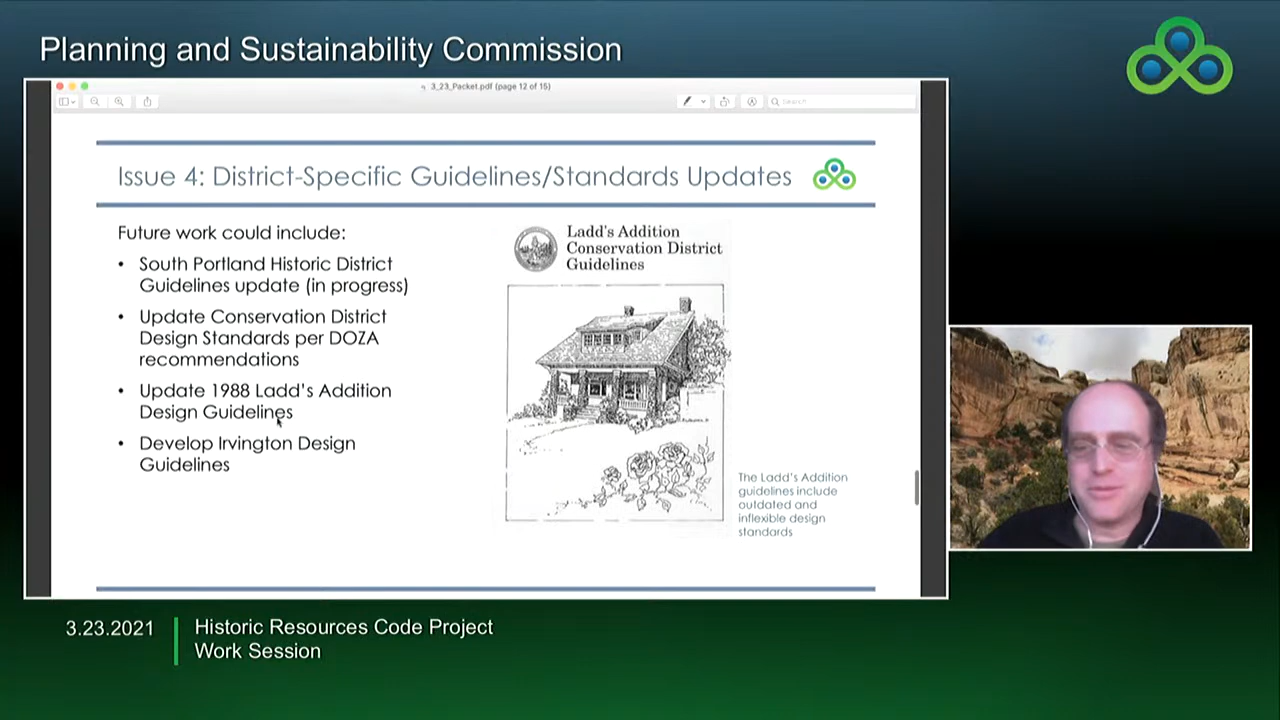 Planning and Sustainability Commission
3_23_Packet.pdf (page 12 of 15)
Search
Issue 4: District-Specific Guidelines/Standards Updates
Future work could include:
• South Portland Historic District
Guidelines update (in progress)
• Update Conservation District
Design Standards per DOZA
recommendations
• Update 1988 Ladd's Addition
Design Guidelines
• Develop Irvington Design
Guidelines
Ladd's Addition
Conservation District
Guidelines
The Ladd's Addition
guidelines include
outdated and
inflexible design
standards
3.23.2021
Historic Resources Code Project
Work Session